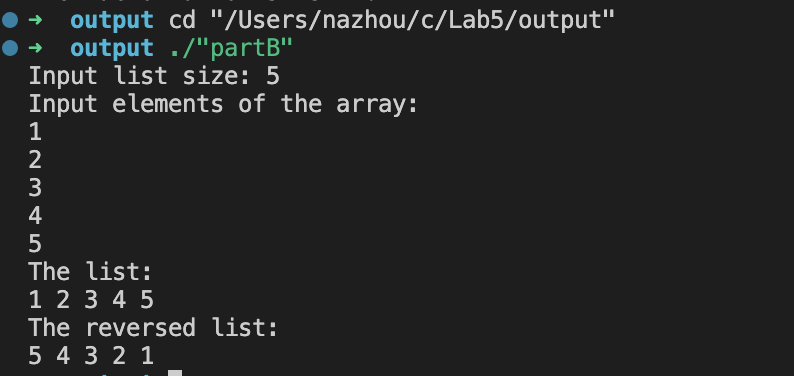 ➜ output cd "/Users/nazhou/c/Lab5/output"
➜ output ./"partB"
Input list size: 5
Input elements of the array:
1
2
3
4
5
The list:
1 2 3 4 5
The reversed list:
5 4 3 2 1